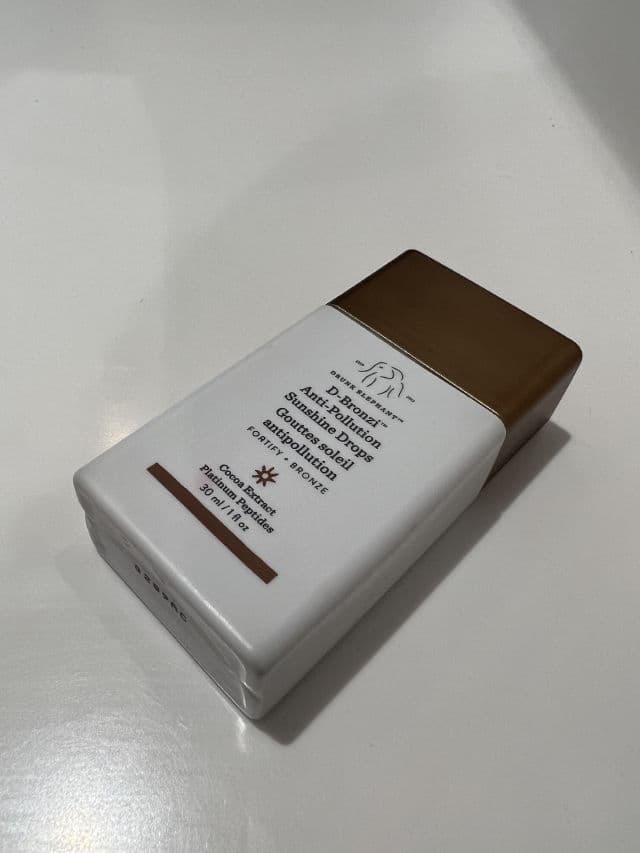 DRUNK ELEPHANT™
D-Bronzi™
Anti-Pollution
Sunshine Drops
Gouttes soleil
antipollution
FORTIFY + BRONZE
Cocoa Extract
Platinum Peptides
30 ml / 1 fl oz